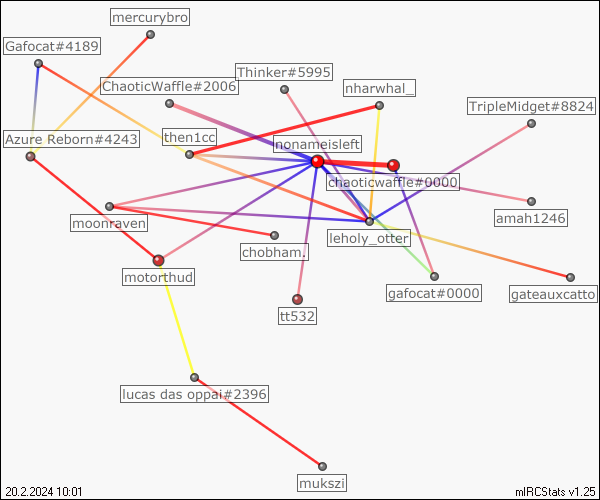 mercurybro
Gafocat#4189
Thinker#5995
ChaoticWaffle#2006
nharwhal_
TripleMidget#8824
Azure Reborn#4243
then1cc
nonameisleft
chaoticwaffle#0000
moonraven
amah1246
leholy_otter
chobham.
motorthud
gafocat#0000
gateauxcatto
tt532
lucas das oppai#2396
mukszi
20.2.2024 10:01
mIRCStats v1.25